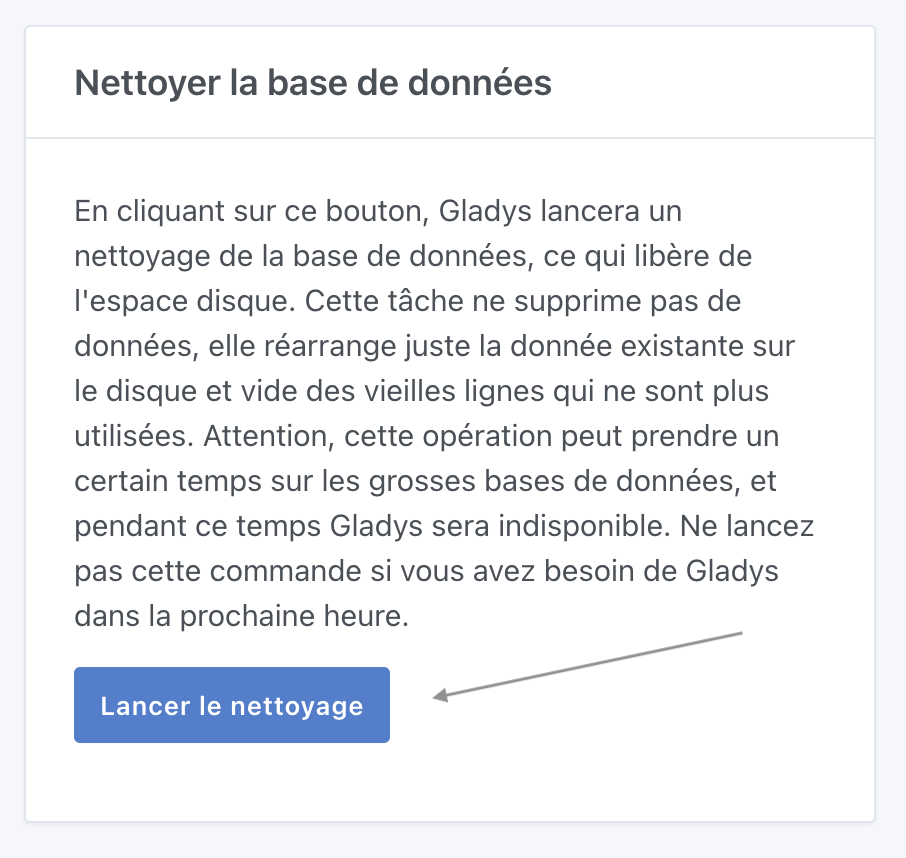 Nettoyer la base de données
En cliquant sur ce bouton, Gladys lancera un
nettoyage de la base de données, ce qui libère de
l'espace disque. Cette tâche ne supprime pas de
données, elle réarrange juste la donnée existante sur
le disque et vide des vieilles lignes qui ne sont plus
utilisées. Attention, cette opération peut prendre un
certain temps sur les grosses bases de données, et
pendant ce temps Gladys sera indisponible. Ne lancez
pas cette commande si vous avez besoin de Gladys
dans la prochaine heure.
Lancer le nettoyage